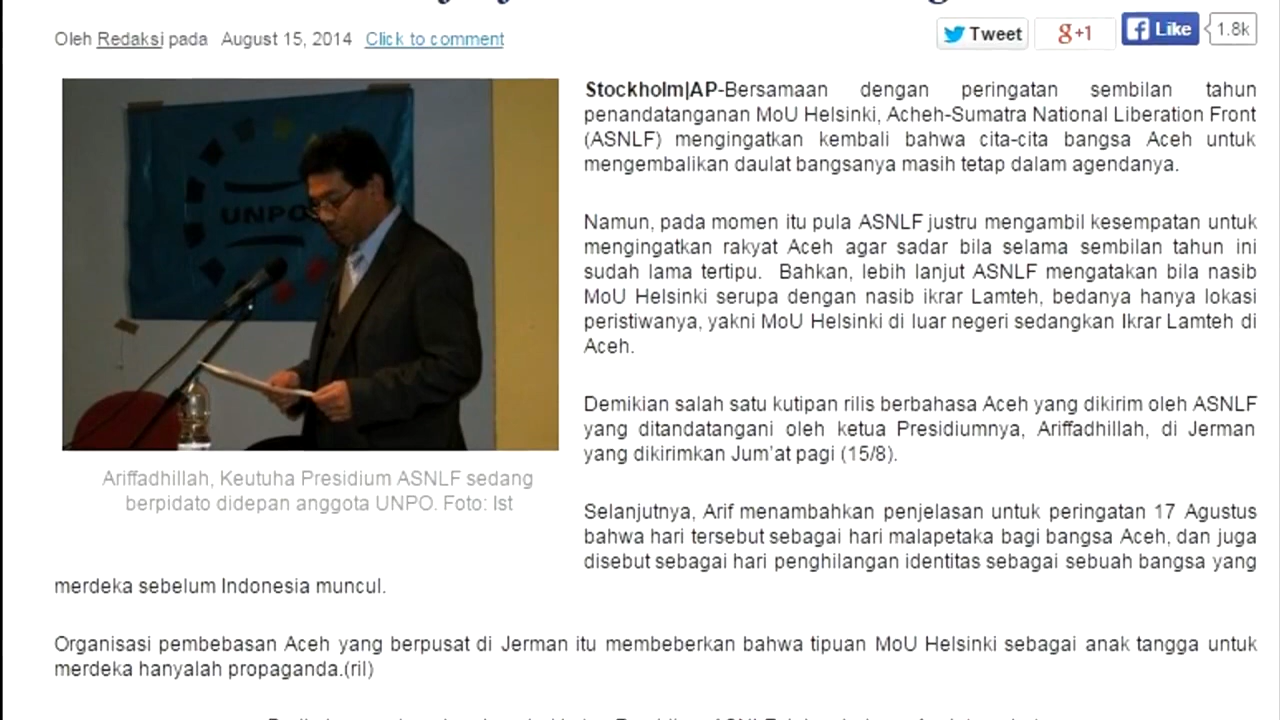 Oleh Redaksi pada August 15, 2014 Click to comment
Tweet
g+1
f Like
1.8k
UNPO
Stockholm|AP-Bersamaan dengan peringatan sembilan tahun
penandatanganan MoU Helsinki, Acheh-Sumatra National Liberation Front
(ASNLF) mengingatkan kembali bahwa cita-cita bangsa Aceh untuk
mengembalikan daulat bangsanya masih tetap dalam agendanya.
Namun, pada momen itu pula ASNLF justru mengambil kesempatan untuk
mengingatkan rakyat Aceh agar sadar bila selama sembilan tahun ini
sudah lama tertipu. Bahkan, lebih lanjut ASNLF mengatakan bila nasib
MoU Helsinki serupa dengan nasib ikrar Lamteh, bedanya hanya lokasi
peristiwanya, yakni MoU Helsinki di luar negeri sedangkan Ikrar Lamteh di
Aceh.
Demikian salah satu kutipan rilis berbahasa Aceh yang dikirim oleh ASNLF
yang ditandatangani oleh ketua Presidiumnya, Ariffadhillah, di Jerman
yang dikirimkan Jum'at pagi (15/8).
Ariffadhillah, Keutuha Presidium ASNLF sedang
berpidato didepan anggota UNPO. Foto: Ist
Selanjutnya, Arif menambahkan penjelasan untuk peringatan 17 Agustus
bahwa hari tersebut sebagai hari malapetaka bagi bangsa Aceh, dan juga
disebut sebagai hari penghilangan identitas sebagai sebuah bangsa yang
merdeka sebelum Indonesia muncul.
Organisasi pembebasan Aceh yang berpusat di Jerman itu membeberkan bahwa tipuan MoU Helsinki sebagai anak tangga untuk
merdeka hanyalah propaganda.(ril)